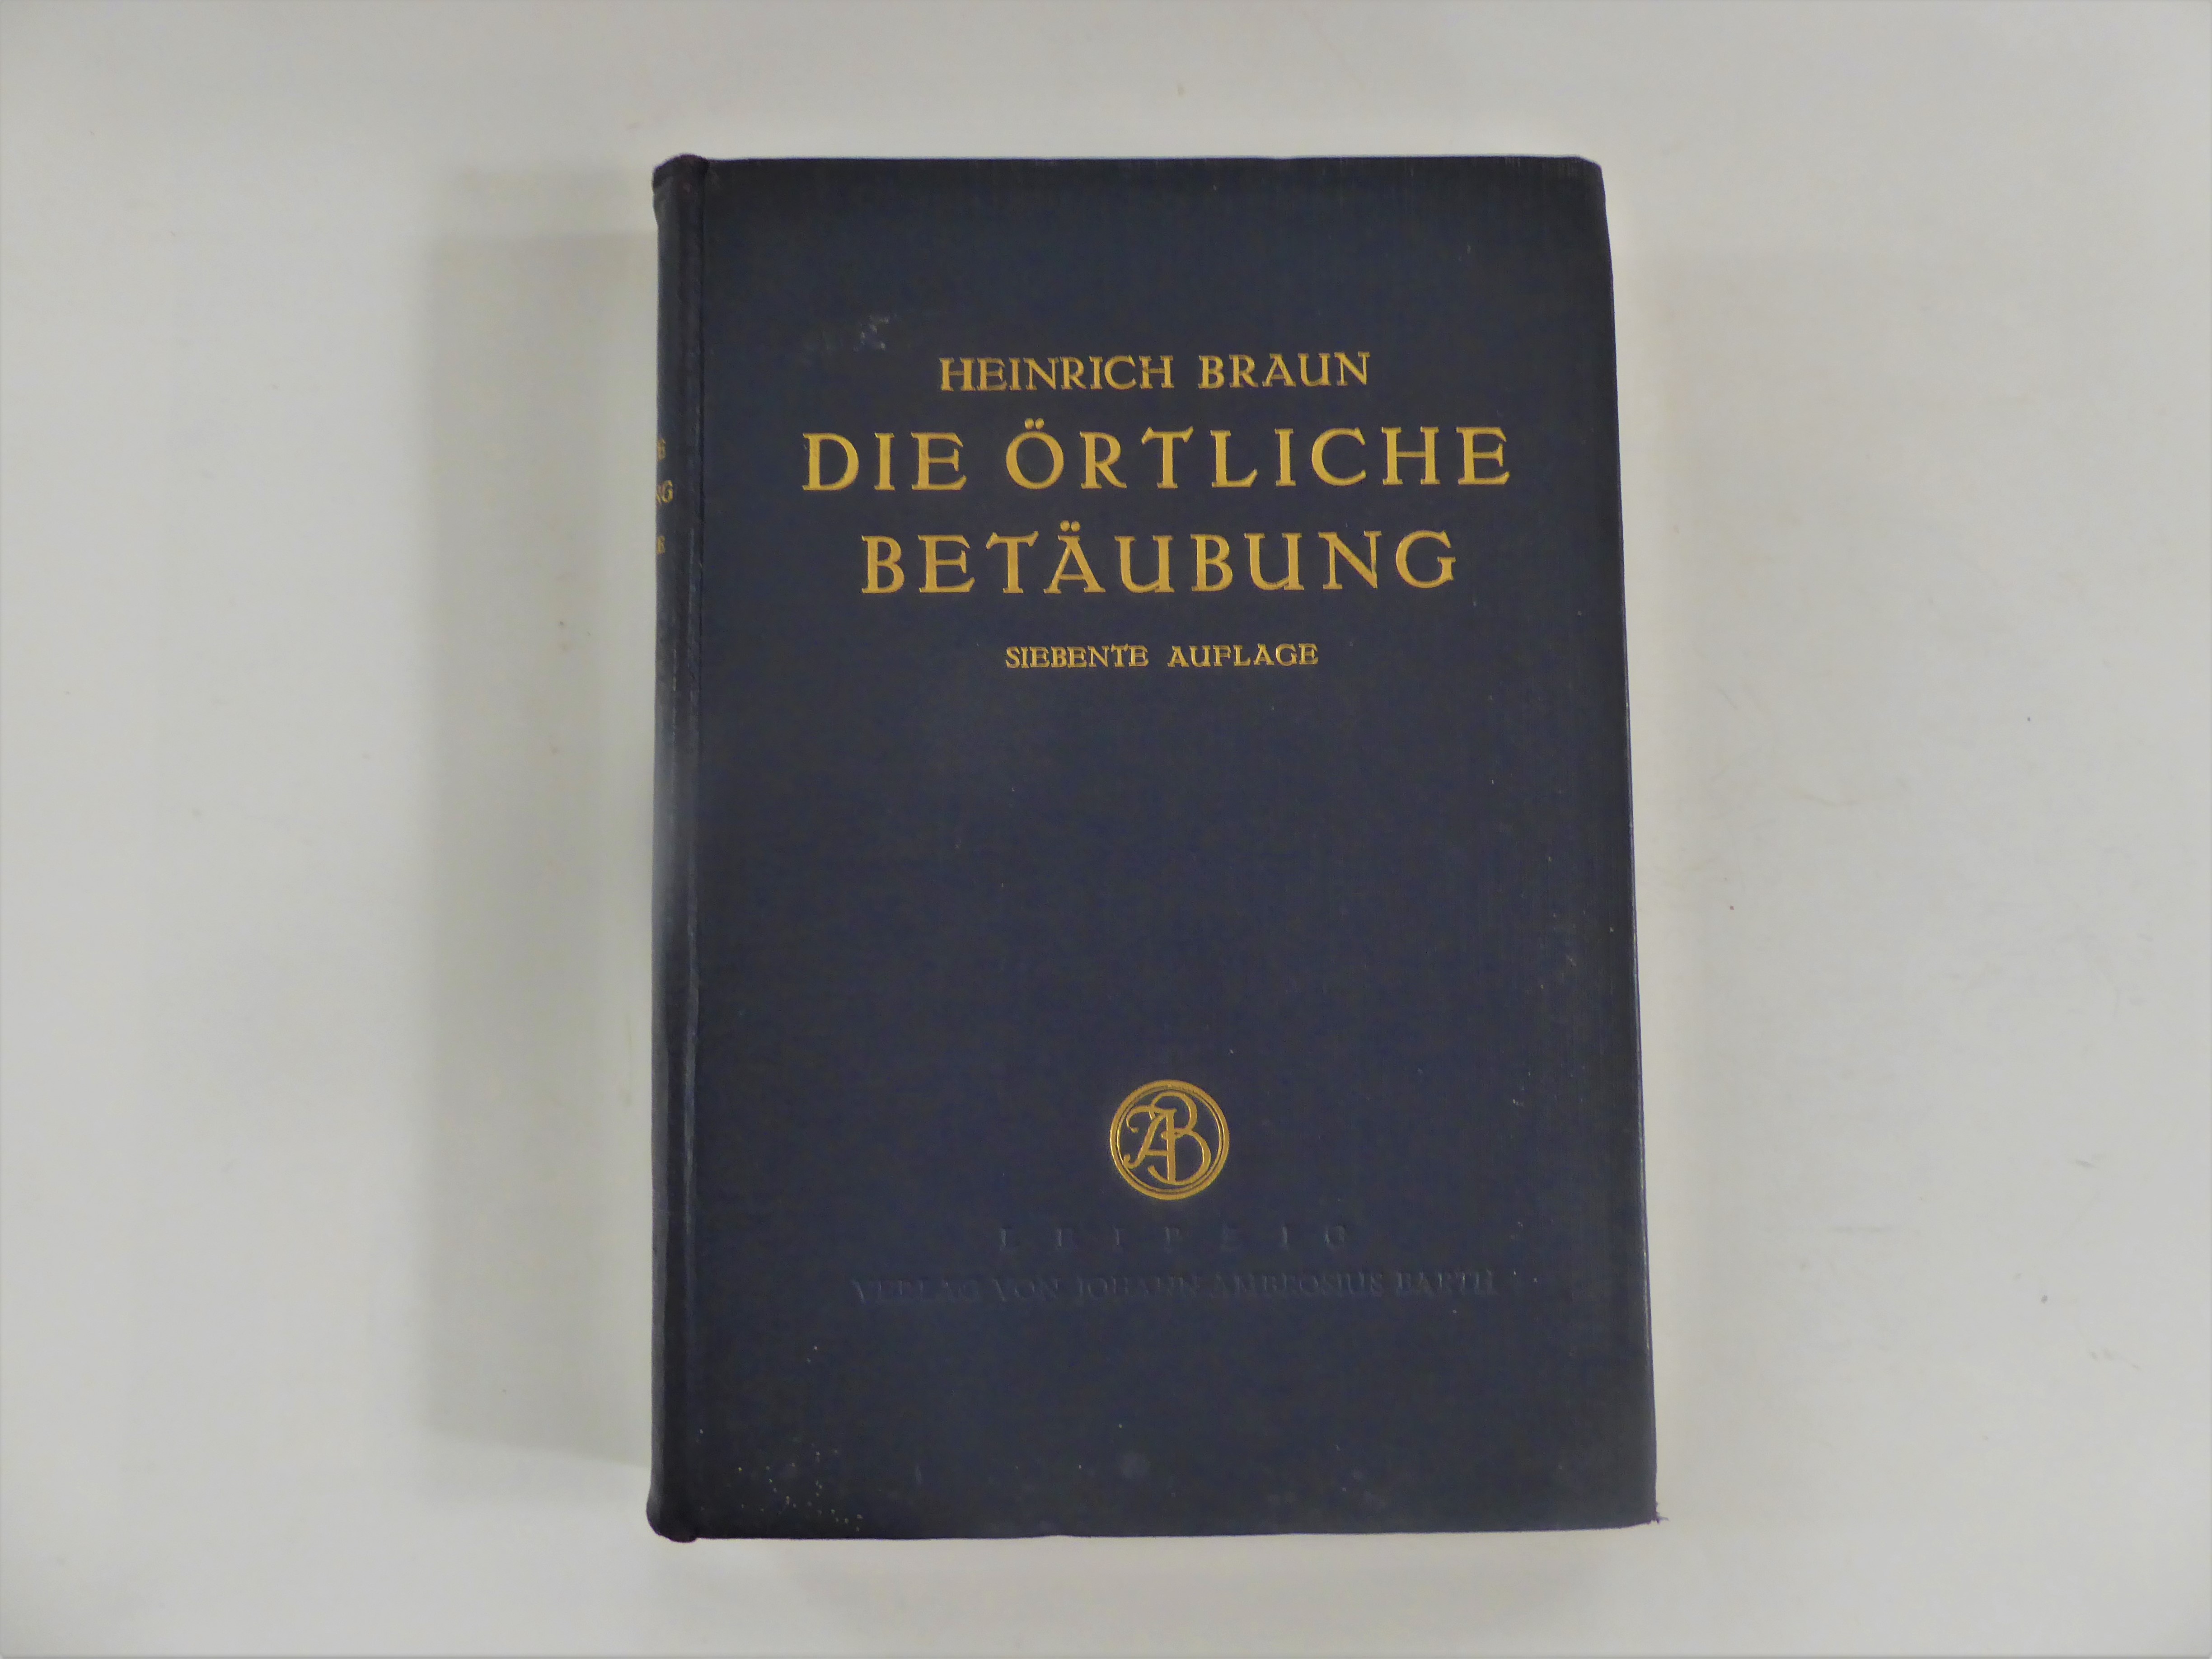 HEINRICH BRAUN
DIE ÖRTLICHE
BETÄUBUNG
SIEBENTE AUFLAGE
AB
LEIPZIG
VERLAG VON JOHANN AMBROSIUS BARTH